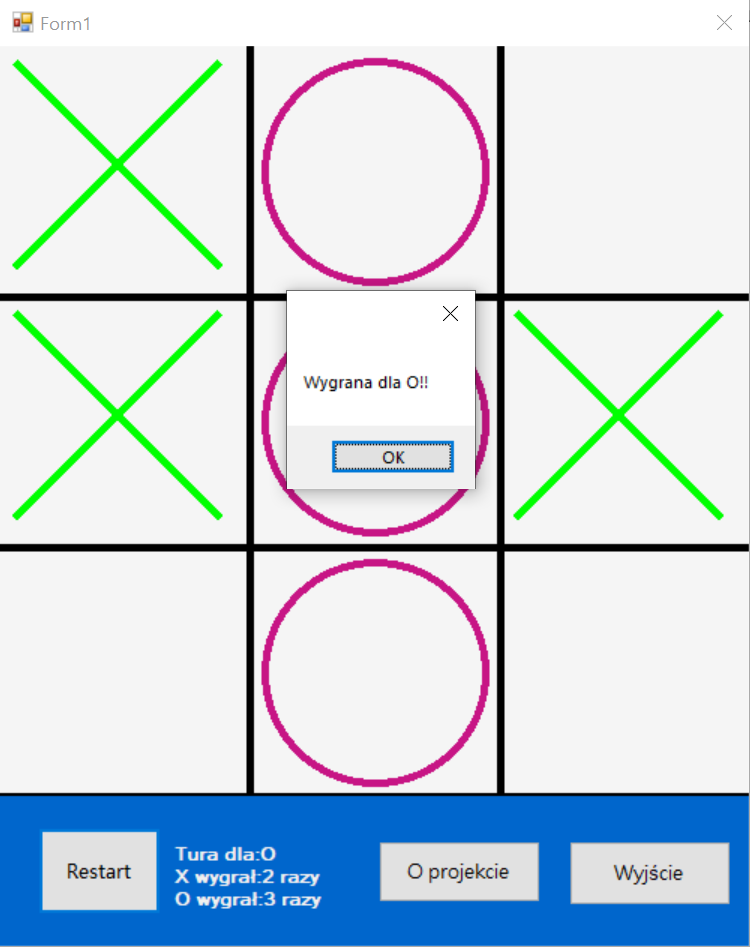 Form1
Wygrana dla O!!
OK
Restart
Tura dla:O
X wygrał:2 razy
O wygrał:3 razy
O projekcie
Wyjście